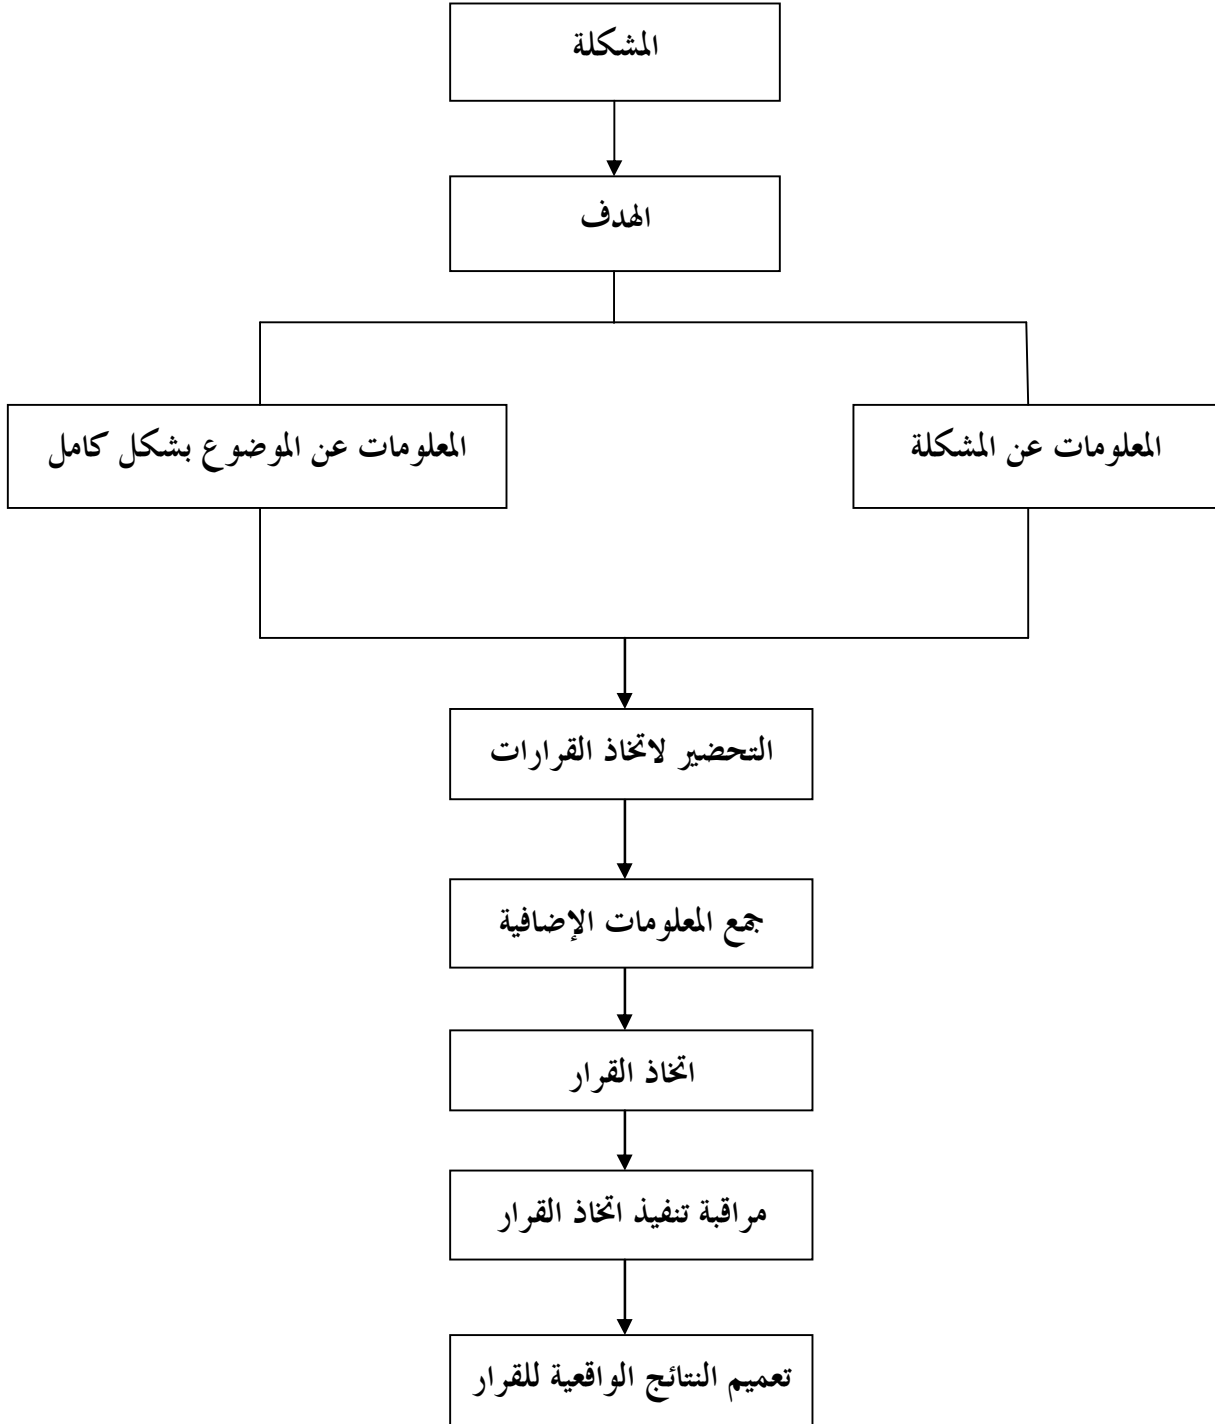 المشكلة
الهدف
المعلومات عن المشكلة
المعلومات عن الموضوع بشكل كامل
التحضير لاتخاذ القرارات
جمع المعلومات الإضافية
اتخاذ القرار
مراقبة تنفيذ اتخاذ القرار
تعميم النتائج الواقعية للقرار